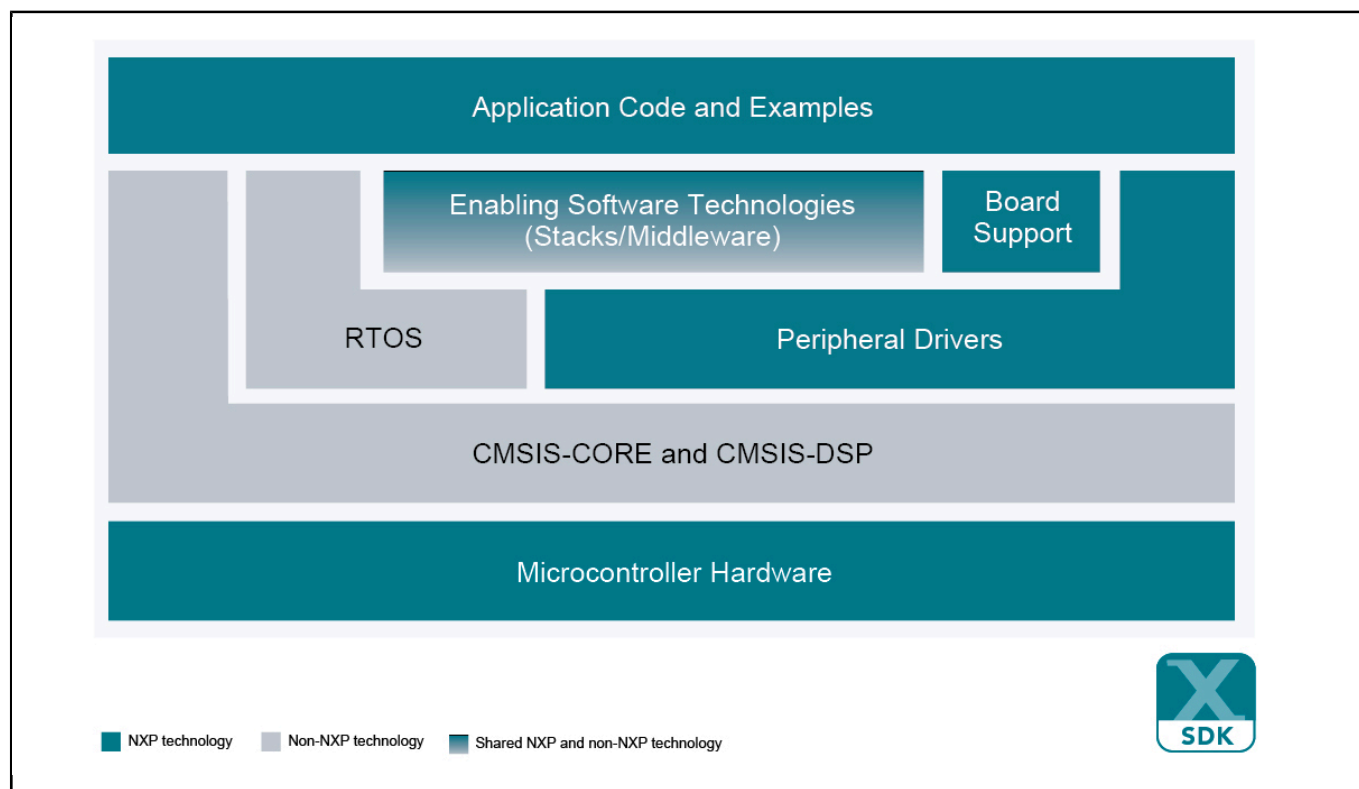 Application Code and Examples
Enabling Software Technologies
(Stacks/Middleware)
Board
Support
RTOS
Peripheral Drivers
CMSIS-CORE and CMSIS-DSP
Microcontroller Hardware
X
SDK
NXP technology
Non-NXP technology
Shared NXP and non-NXP technology